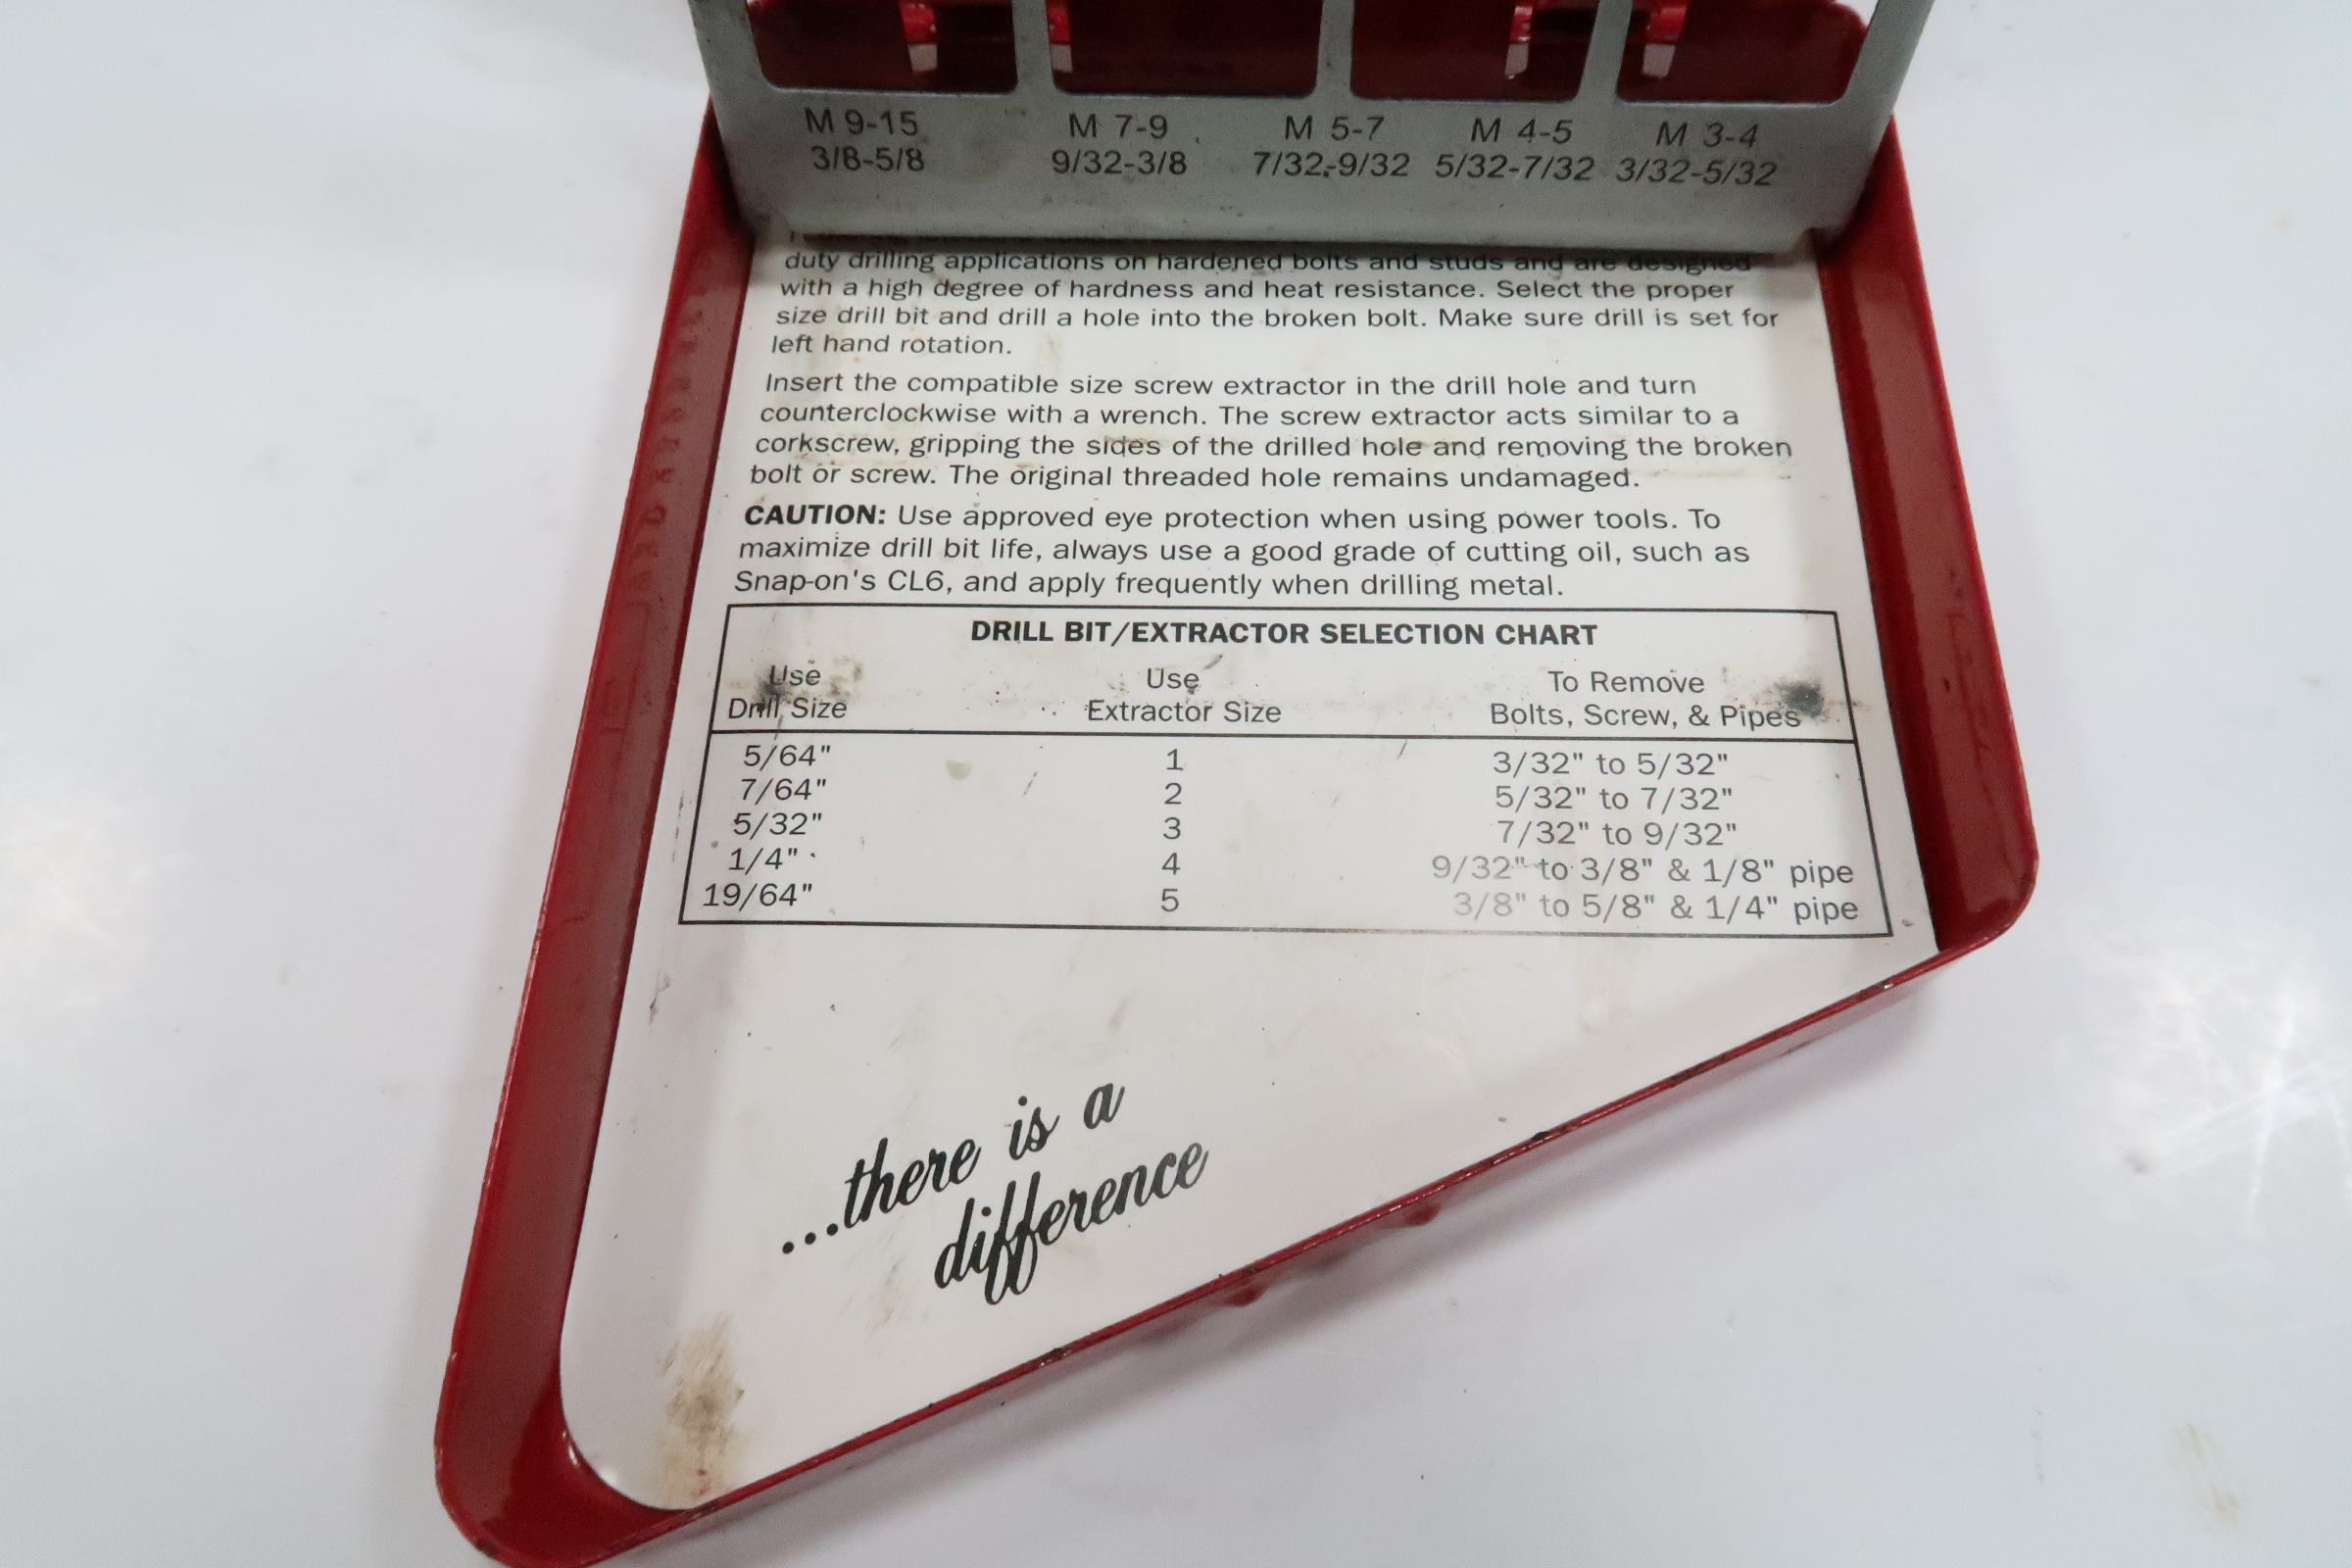 M 9-15 M 7-9 M 5-7 M 4-5 M 3-4
3/8-5/8 9/32-3/8 7/32-9/32 5/32-7/32 3/32-5/32
duty drilling applications on hardened bolts and studs and are designed
with a high degree of hardness and heat resistance. Select the proper
size drill bit and drill a hole into the broken bolt. Make sure drill is set for
left hand rotation.
Insert the compatible size screw extractor in the drill hole and turn
counterclockwise with a wrench. The screw extractor acts similar to a
corkscrew, gripping the sides of the drilled hole and removing the broken
bolt or screw. The original threaded hole remains undamaged.
CAUTION: Use approved eye protection when using power tools. To
maximize drill bit life, always use a good grade of cutting oil, such as
Snap-on's CL6, and apply frequently when drilling metal.
DRILL BIT/EXTRACTOR SELECTION CHART
Use Use To Remove
Drill Size Extractor Size Bolts, Screw, & Pipes
5/64" 1 3/32" to 5/32"
7/64" 2 5/32" to 7/32"
5/32" 3 7/32" to 9/32"
1/4" 4 9/32" to 3/8" & 1/8" pipe
19/64" 5 3/8" to 5/8" & 1/4" pipe
...there is a
difference